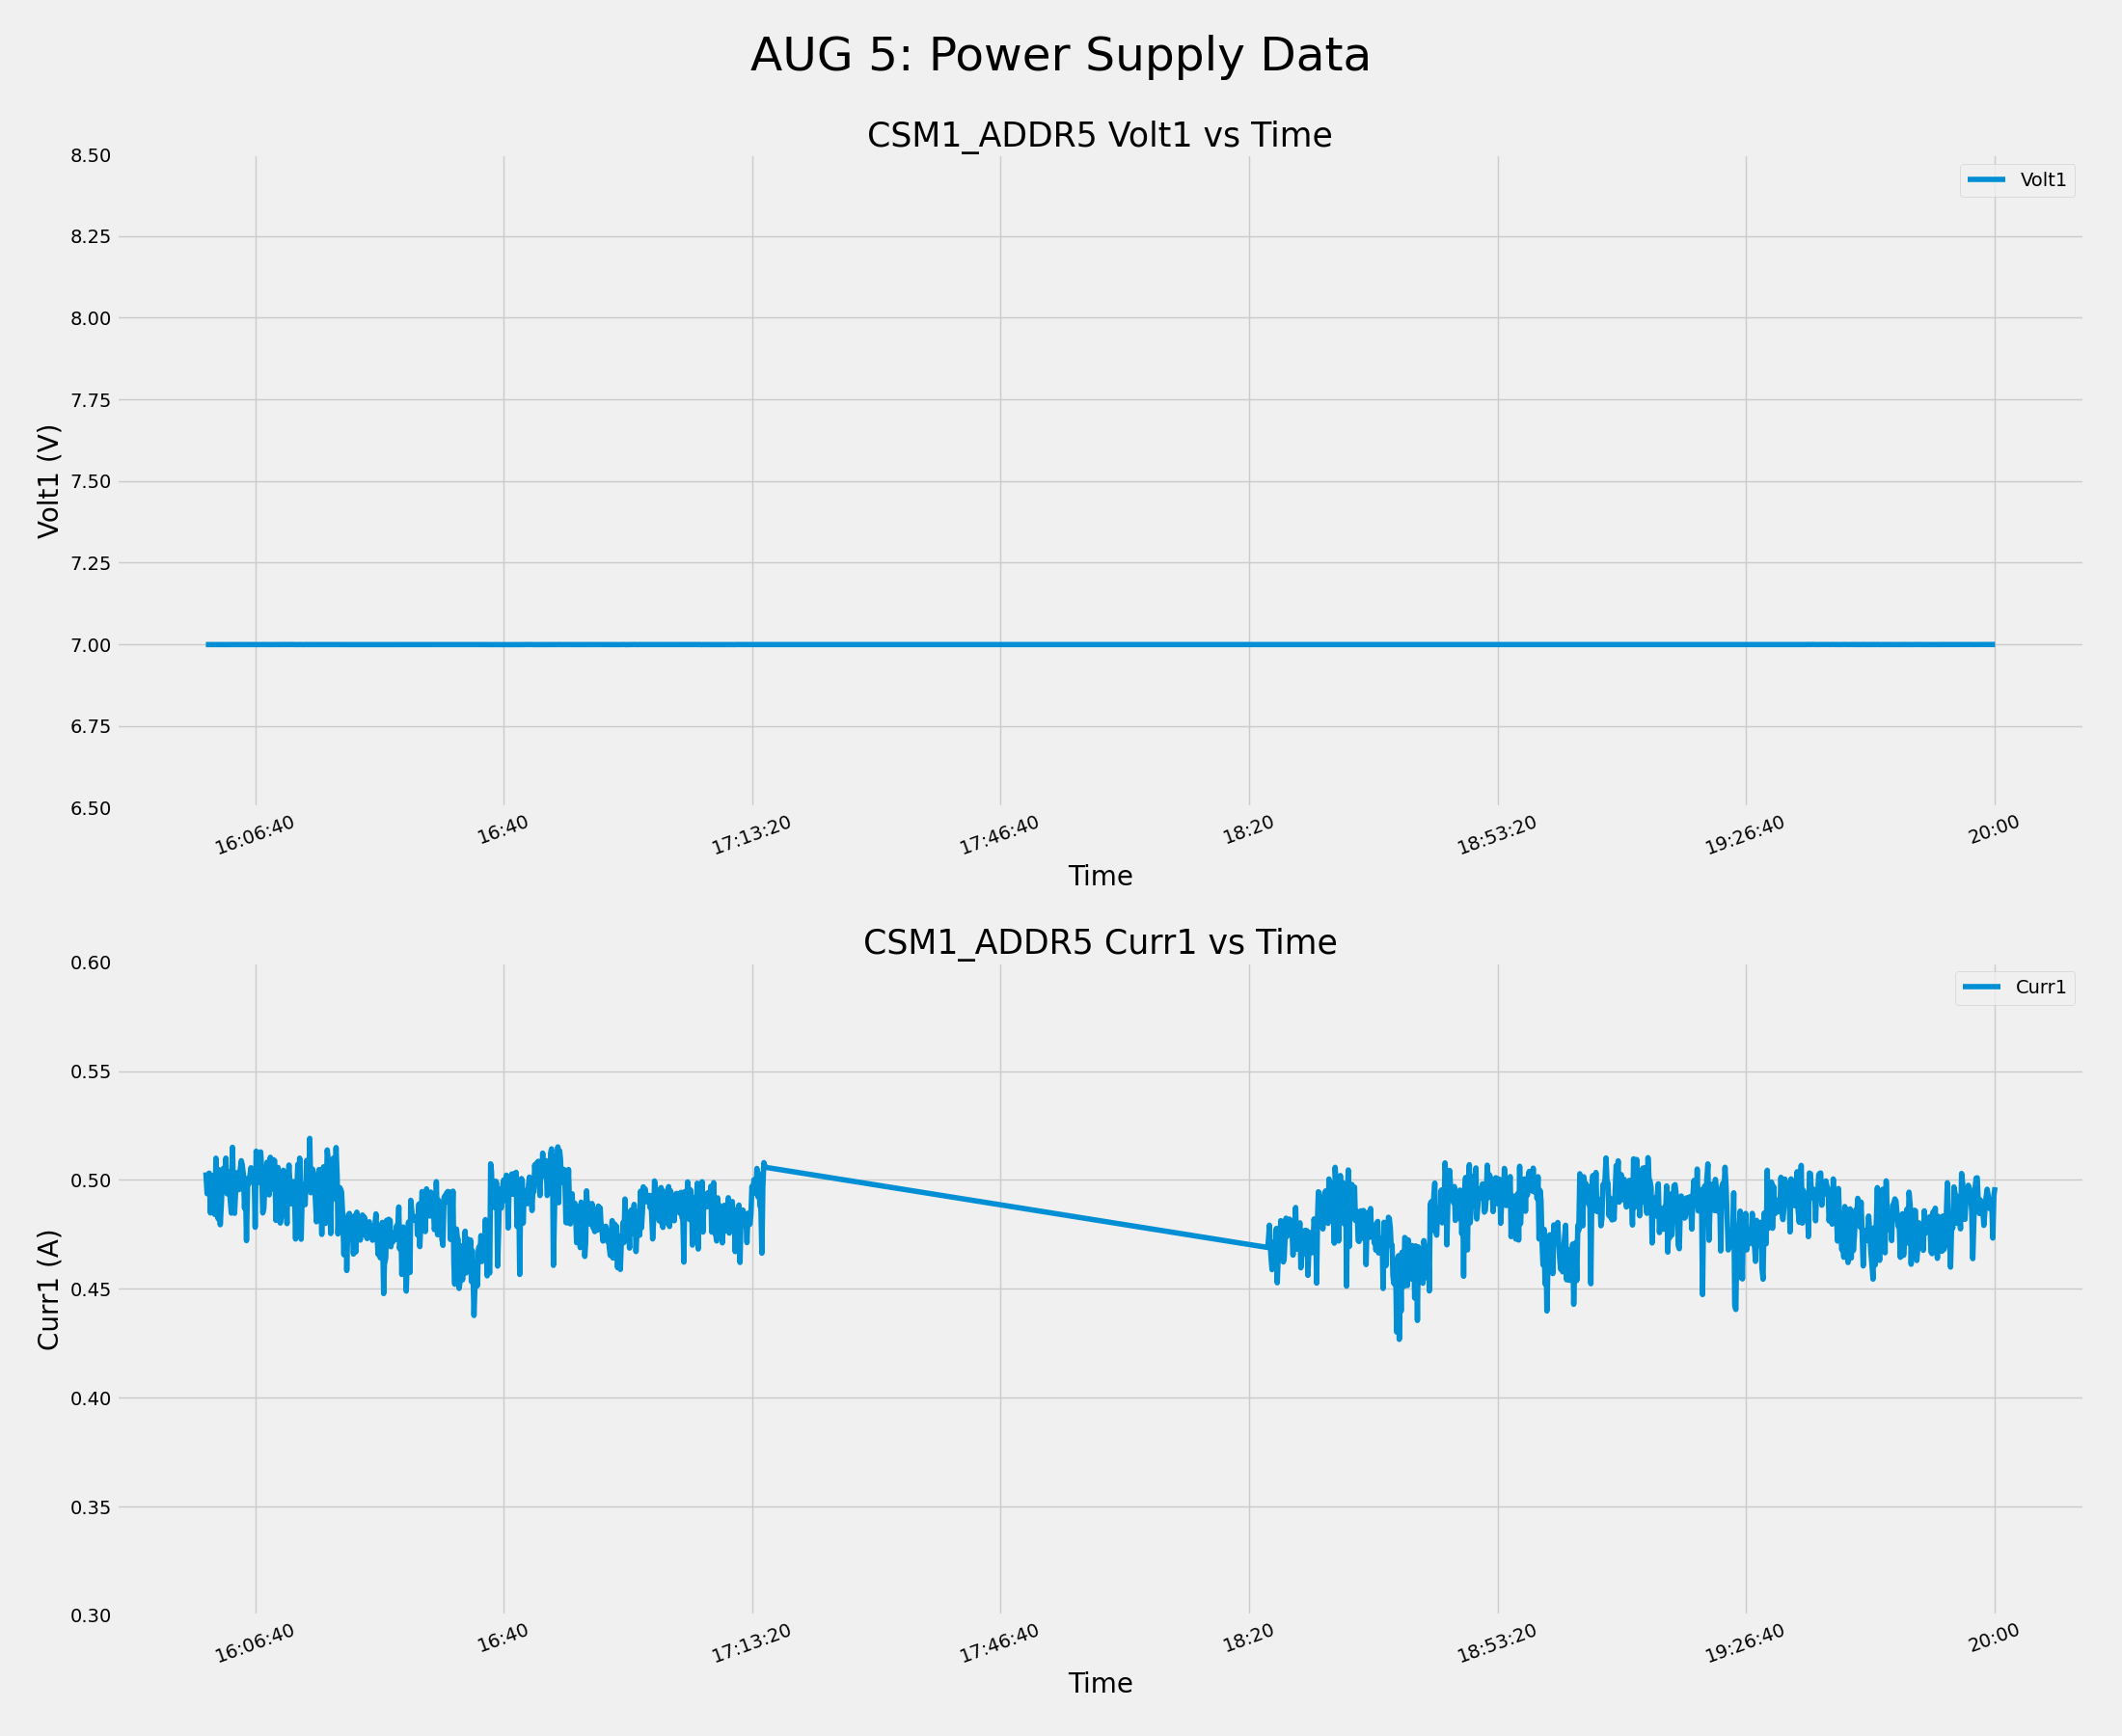 AUG 5: Power Supply Data
CSM1_ADDR5 Volt1 vs Time
8.50
8.25
8.00
7.75
7.50
7.25
7.00
6.75
6.50
Volt1 (V)
Volt1
16:06:40 16:40 17:13:20 17:46:40 18:20 18:53:20 19:26:40 20:00
Time
CSM1_ADDR5 Curr1 vs Time
0.60
0.55
0.50
0.45
0.40
0.35
0.30
Curr1 (A)
Curr1
16:06:40 16:40 17:13:20 17:46:40 18:20 18:53:20 19:26:40 20:00
Time